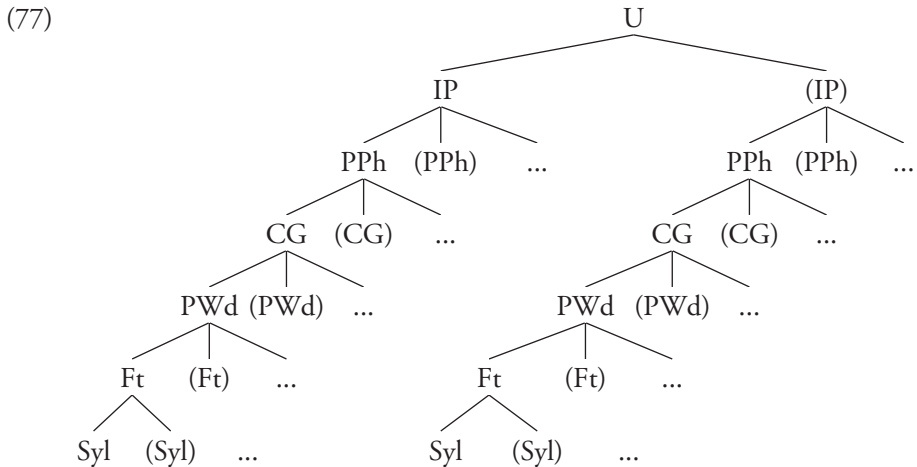 (77) U
IP (IP)
PPh (PPh) ... PPh (PPh) ...
CG (CG) ... CG (CG) ...
PWd (PWd) ... PWd (PWd) ...
Ft (Ft) ... Ft (Ft) ...
Syl (Syl) ... Syl (Syl) ...